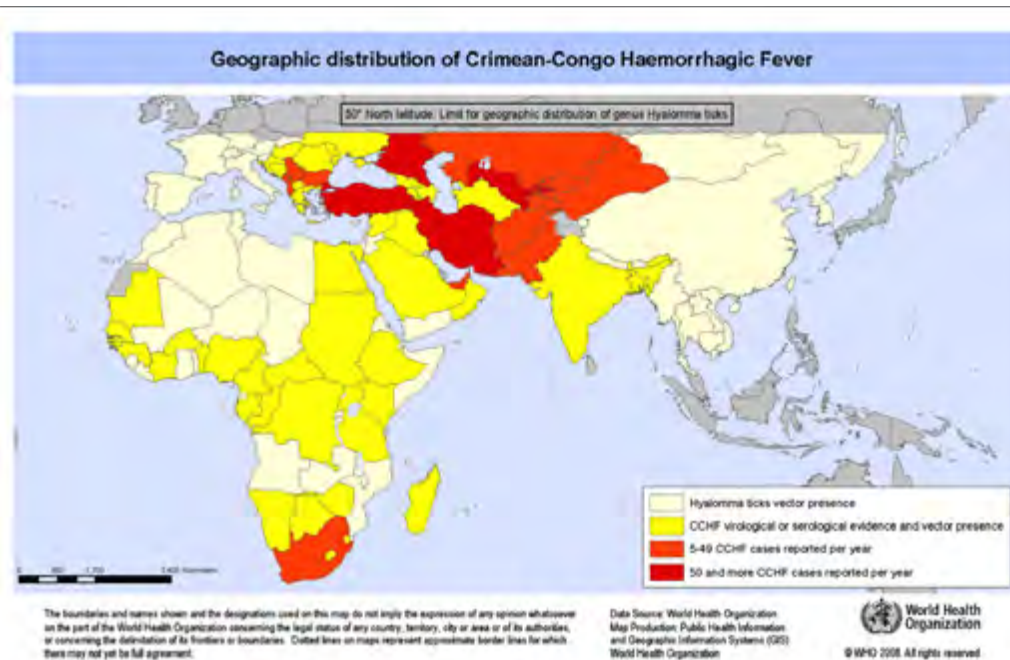 Geographic distribution of Crimean-Congo Haemorrhagic Fever
50° North latitude: Limit for geographic distribution of genus Hyalomma ticks
Hyalomma ticks vector presence
CCHF virological or serological evidence and vector presence
5-49 CCHF cases reported per year
50 and more CCHF cases reported per year
The boundaries and names shown and the designations used on this map do not imply the expression of any opinion whatsoever
on the part of the World Health Organization concerning the legal status of any country, territory, city or area or of its authorities,
or concerning the delimitation of its frontiers or boundaries. Dotted lines on maps represent approximate border lines for which
there may not yet be full agreement.
Data Source: World Health Organization
Map Production: Public Health Information
and Geographic Information Systems (GIS)
World Health Organization
World Health
Organization
© WHO 2008. All rights reserved